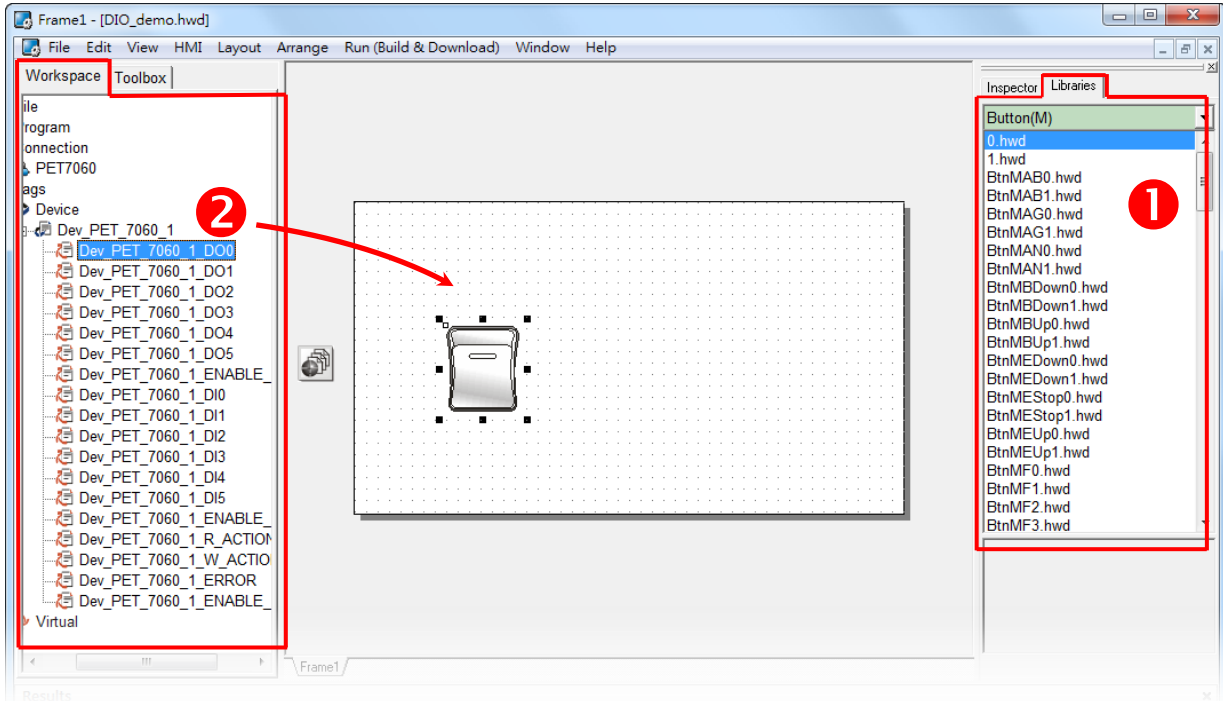 Frame1 - [DIO_demo.hwd]
File Edit View HMI Layout Arrange Run (Build & Download) Window Help
Workspace Toolbox
ile
rogram
onnection
PET7060
ags
Device
Dev_PET_7060_1
Dev_PET_7060_1_DO0
Dev_PET_7060_1_DO1
Dev_PET_7060_1_DO2
Dev_PET_7060_1_DO3
Dev_PET_7060_1_DO4
Dev_PET_7060_1_DO5
Dev_PET_7060_1_ENABLE_
Dev_PET_7060_1_DI0
Dev_PET_7060_1_DI1
Dev_PET_7060_1_DI2
Dev_PET_7060_1_DI3
Dev_PET_7060_1_DI4
Dev_PET_7060_1_DI5
Dev_PET_7060_1_ENABLE_
Dev_PET_7060_1_R_ACTION
Dev_PET_7060_1_W_ACTIO
Dev_PET_7060_1_ERROR
Dev_PET_7060_1_ENABLE_
Virtual
2
Frame1
Inspector Libraries
Button(M)
0.hwd
1.hwd
BtnMAB0.hwd
BtnMAB1.hwd
BtnMAG0.hwd
BtnMAG1.hwd
BtnMAN0.hwd
BtnMAN1.hwd
BtnMBDown0.hwd
BtnMBDown1.hwd
BtnMBUp0.hwd
BtnMBUp1.hwd
BtnMEDown0.hwd
BtnMEDown1.hwd
BtnMEStop0.hwd
BtnMEStop1.hwd
BtnMEUp0.hwd
BtnMEUp1.hwd
BtnMF0.hwd
BtnMF1.hwd
BtnMF2.hwd
BtnMF3.hwd
1
Results